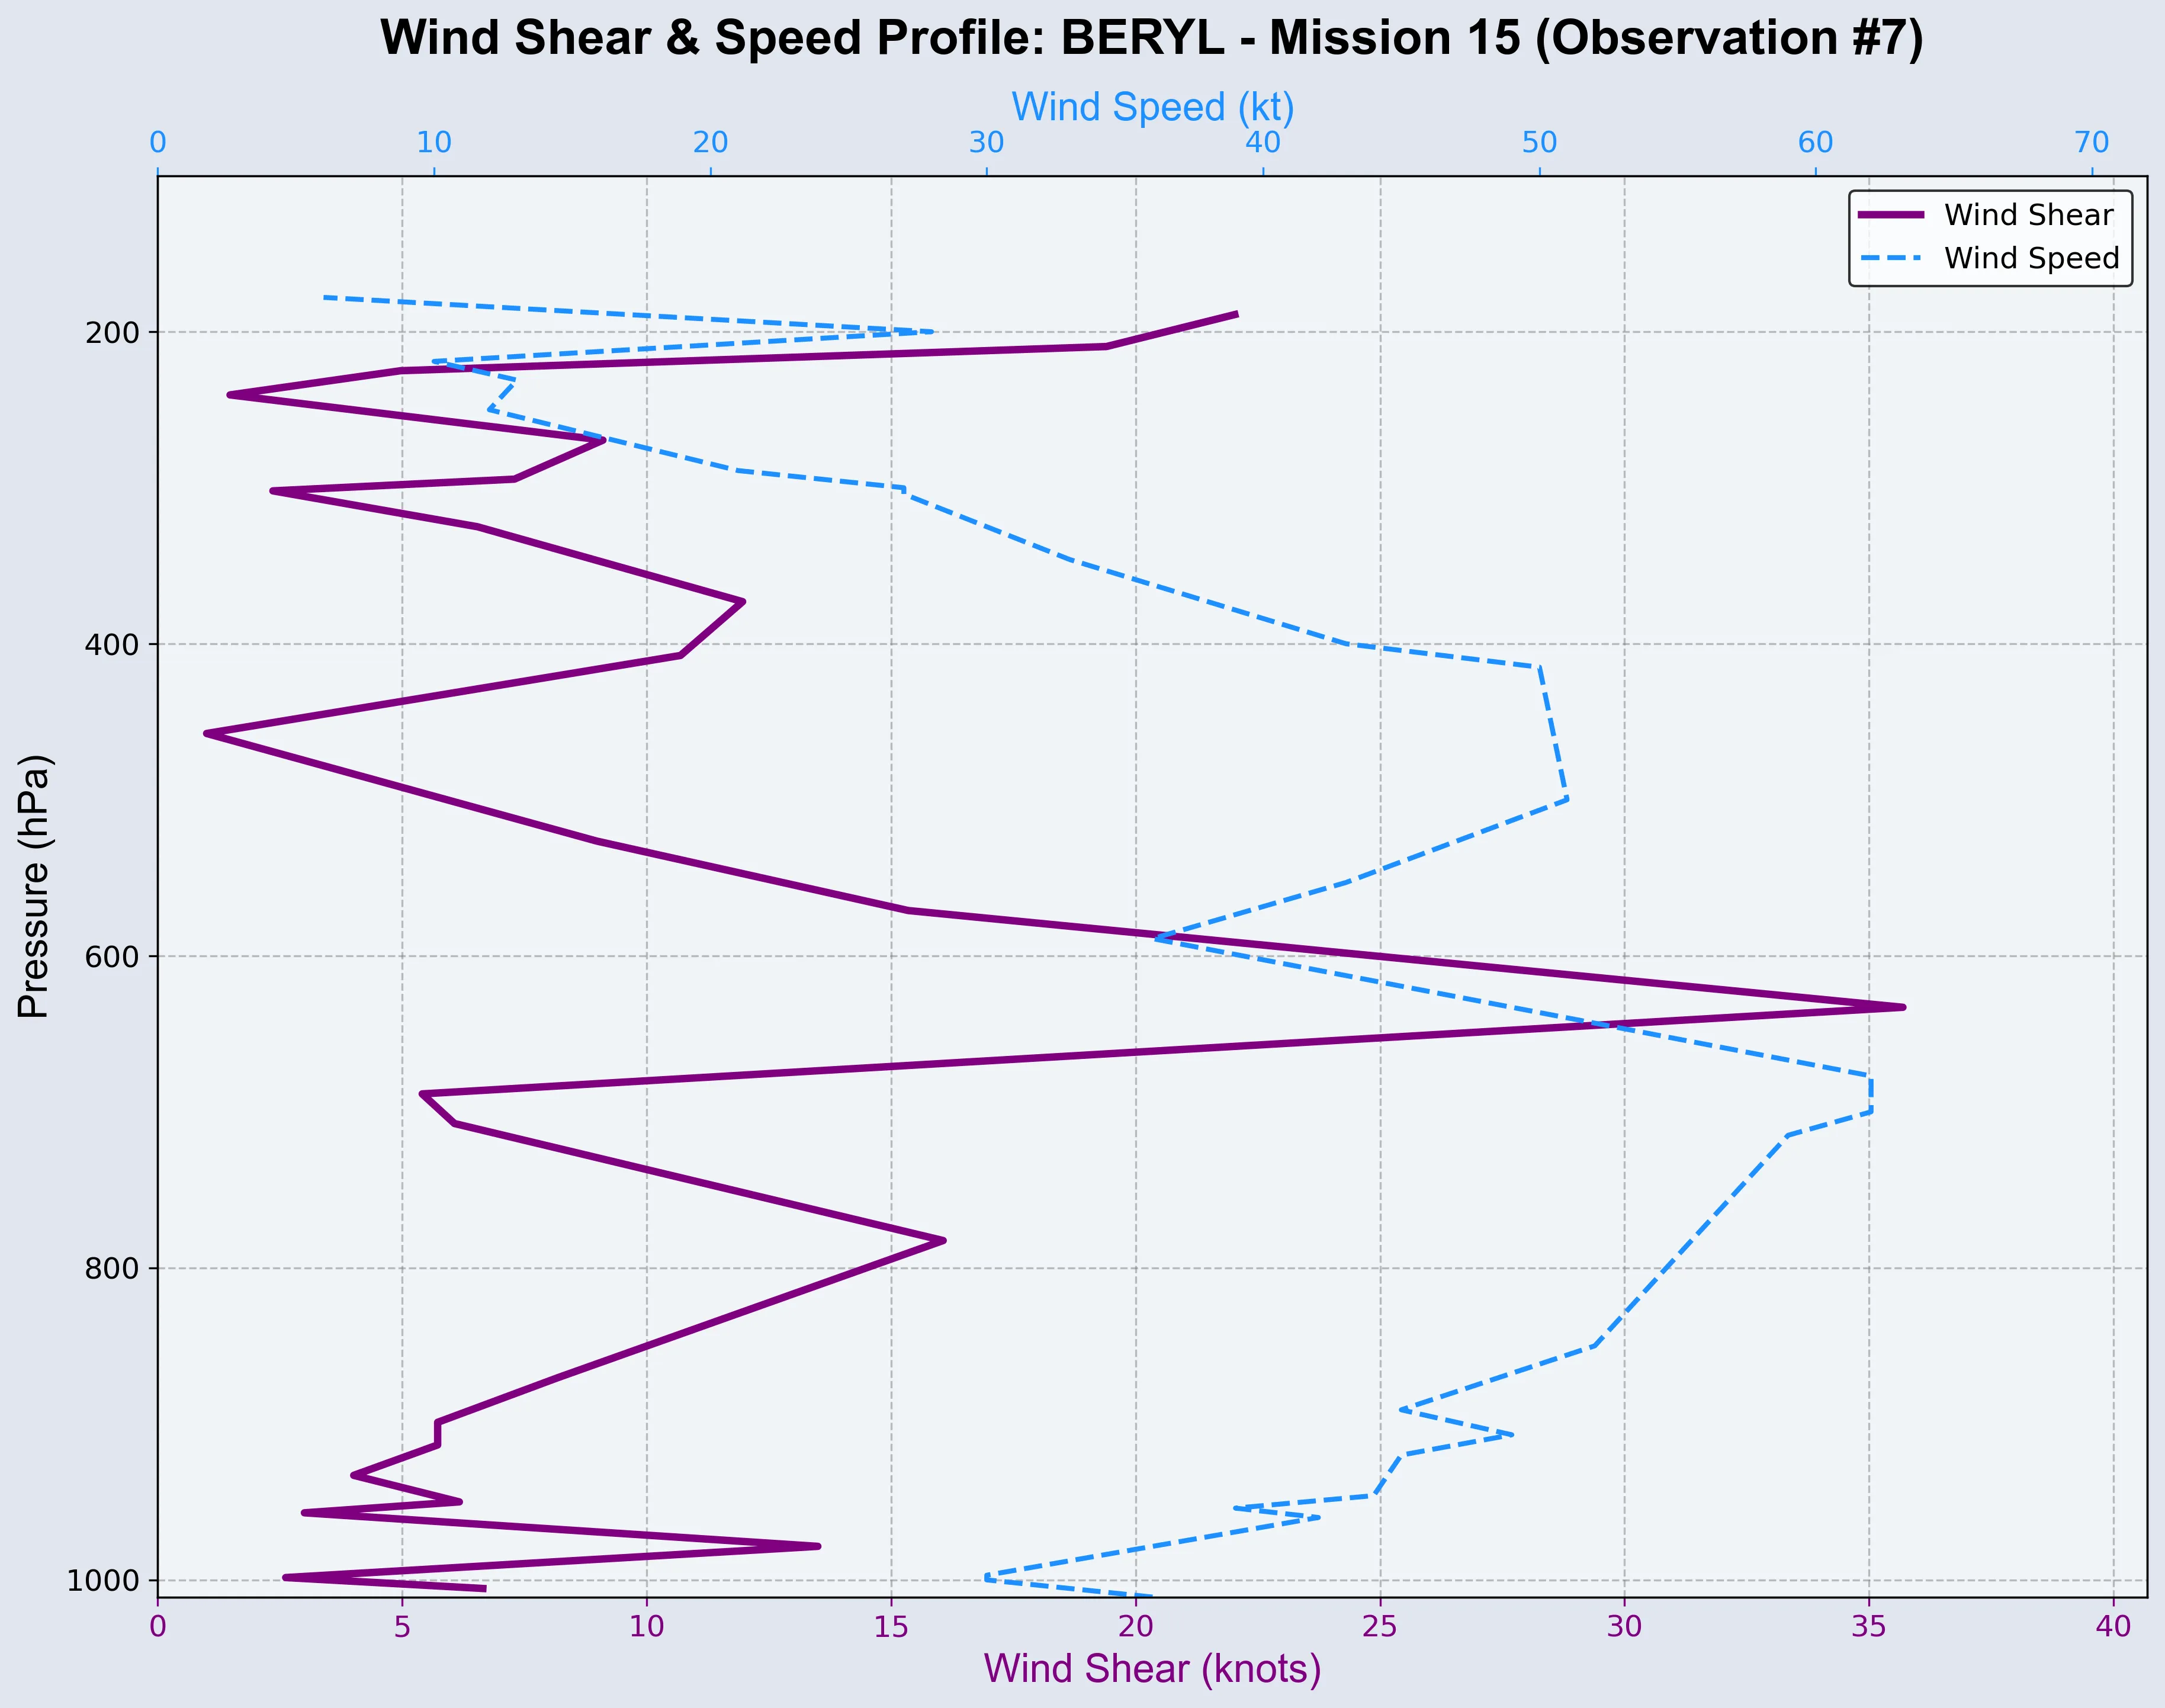 Wind Shear & Speed Profile: BERYL - Mission 15 (Observation #7)
Wind Speed (kt)
0 10 20 30 40 50 60 70
Wind Shear
Wind Speed
200
400
600
800
1000
Pressure (hPa)
0 5 10 15 20 25 30 35 40
Wind Shear (knots)